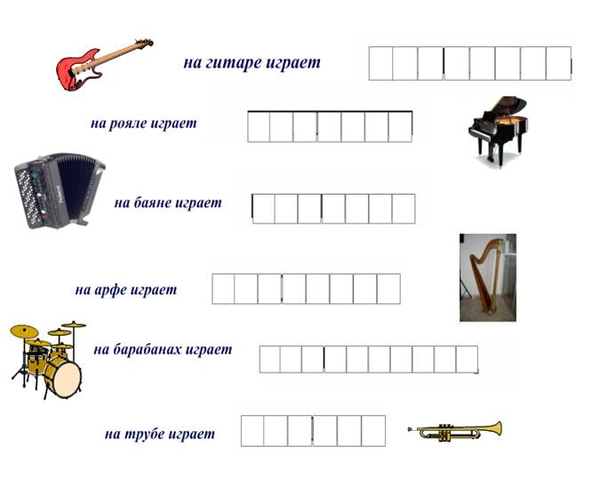 на гитаре играет
на рояле играет
на баяне играет
на арфе играет
на барабанах играет
на трубе играет